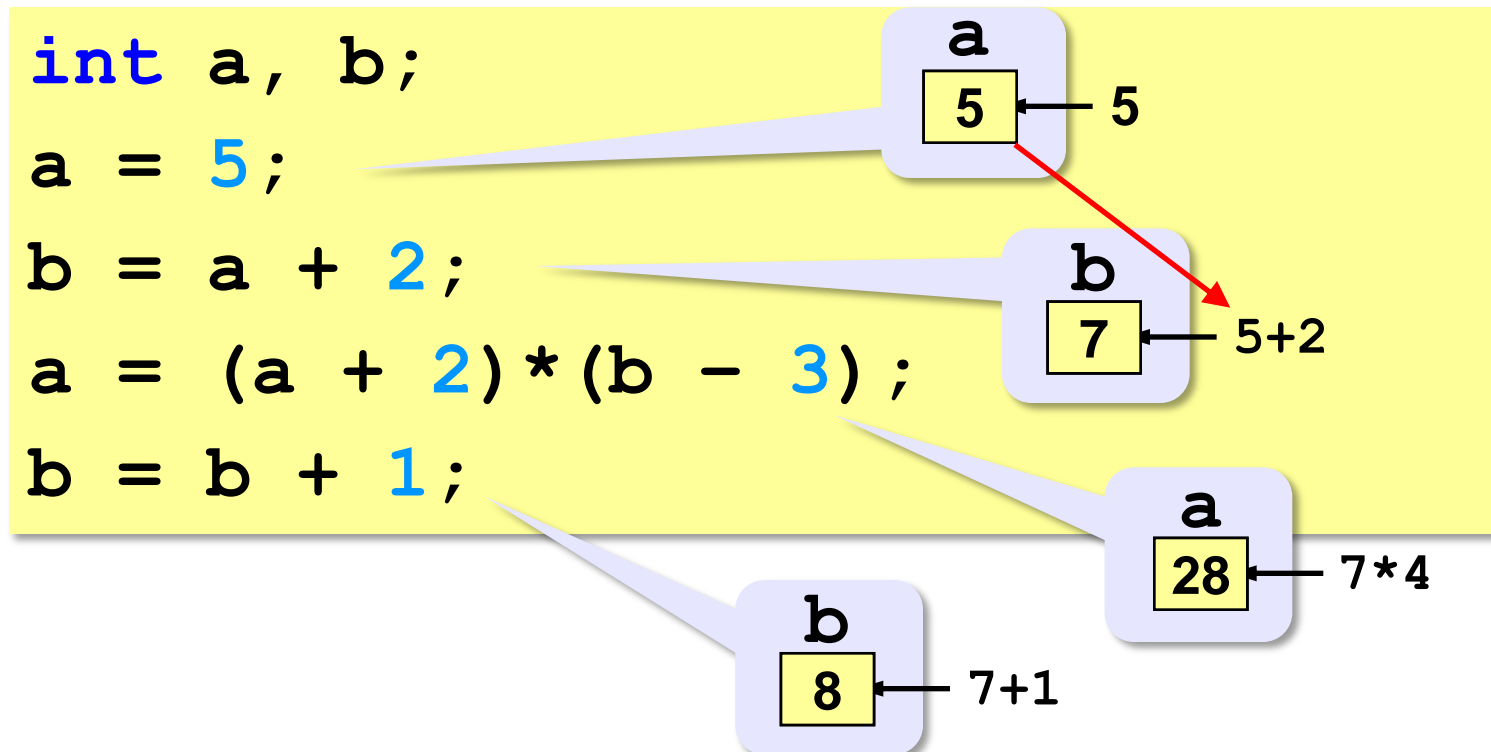 int a, b;
a = 5;
b = a + 2;
a = (a + 2)*(b - 3);
b = b + 1;
a
5 5
b
7 5+2
a
28 7*4
b
8 7+1